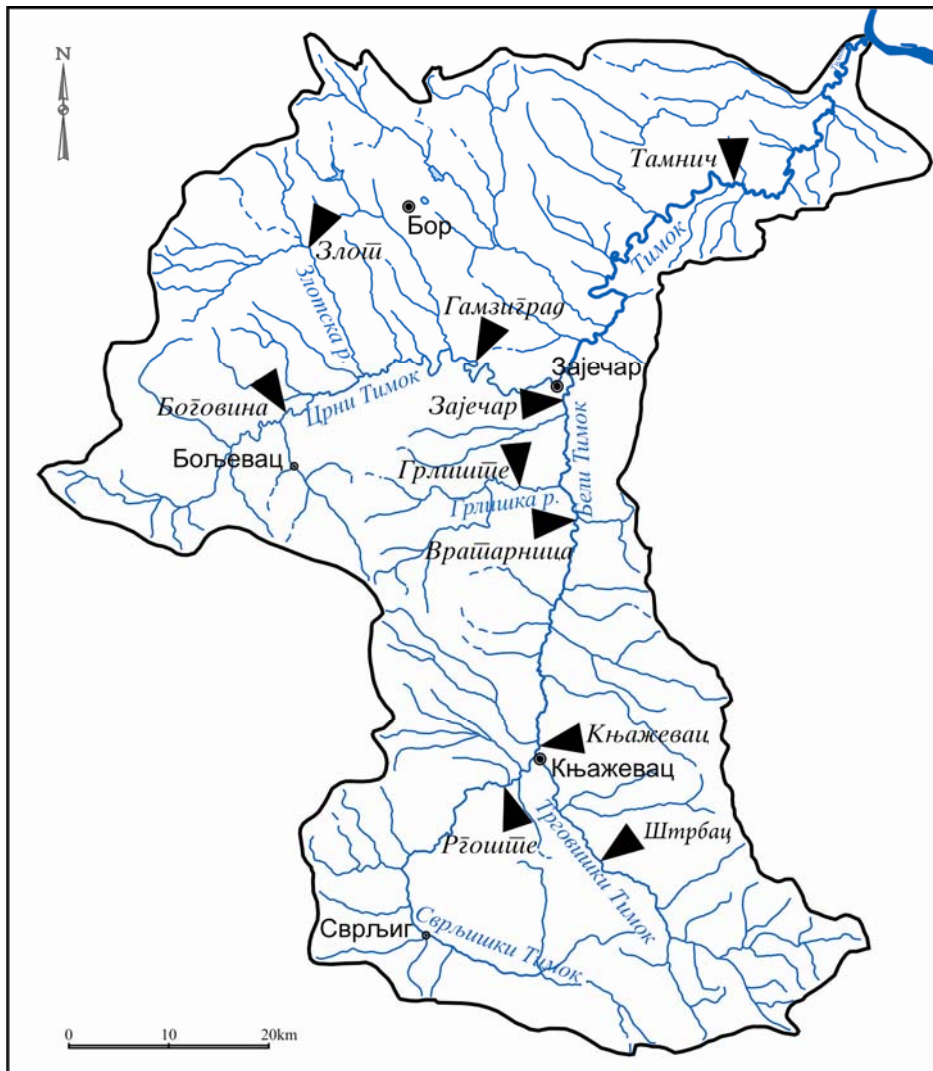 N
Тамнич
Тимок
Бор
Злот
Злотска р.
Гамзиград
Зајечар
Црни Тимок
Боговина
Зајечар
Бели Тимок
Бољевац
Грлиште
Грлишка р.
Вратарница
Књажевац
Књажевац
Трговишки Тимок
Штрбац
Ргоште
Сврљиг
Сврљишки Тимок
0 10 20km